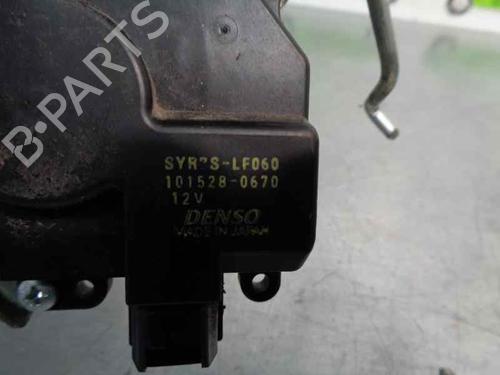 SYR?S-LF060
101528-0670
12V
DENSO
MADE IN JAPAN
B-PARTS